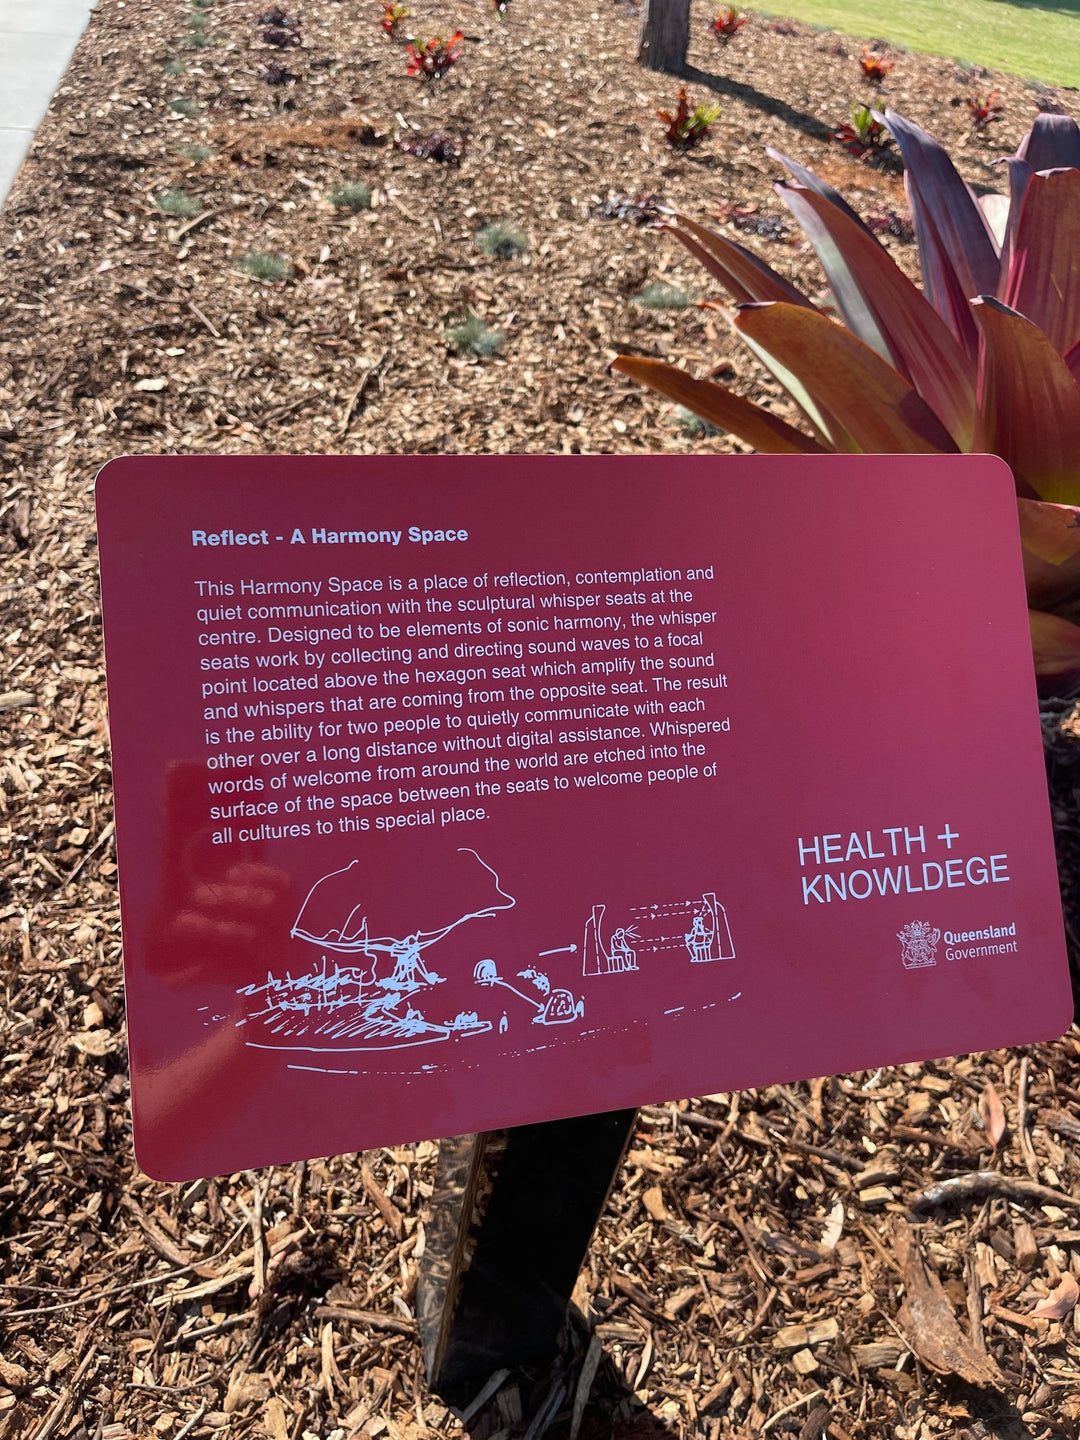 Reflect - A Harmony Space
This Harmony Space is a place of reflection, contemplation and
quiet communication with the sculptural whisper seats at the
centre. Designed to be elements of sonic harmony, the whisper
seats work by collecting and directing sound waves to a focal
point located above the hexagon seat which amplify the sound
and whispers that are coming from the opposite seat. The result
is the ability for two people to quietly communicate with each
other over a long distance without digital assistance. Whispered
words of welcome from around the world are etched into the
surface of the space between the seats to welcome people of
all cultures to this special place.
HEALTH +
KNOWLDEGE
Queensland
Government